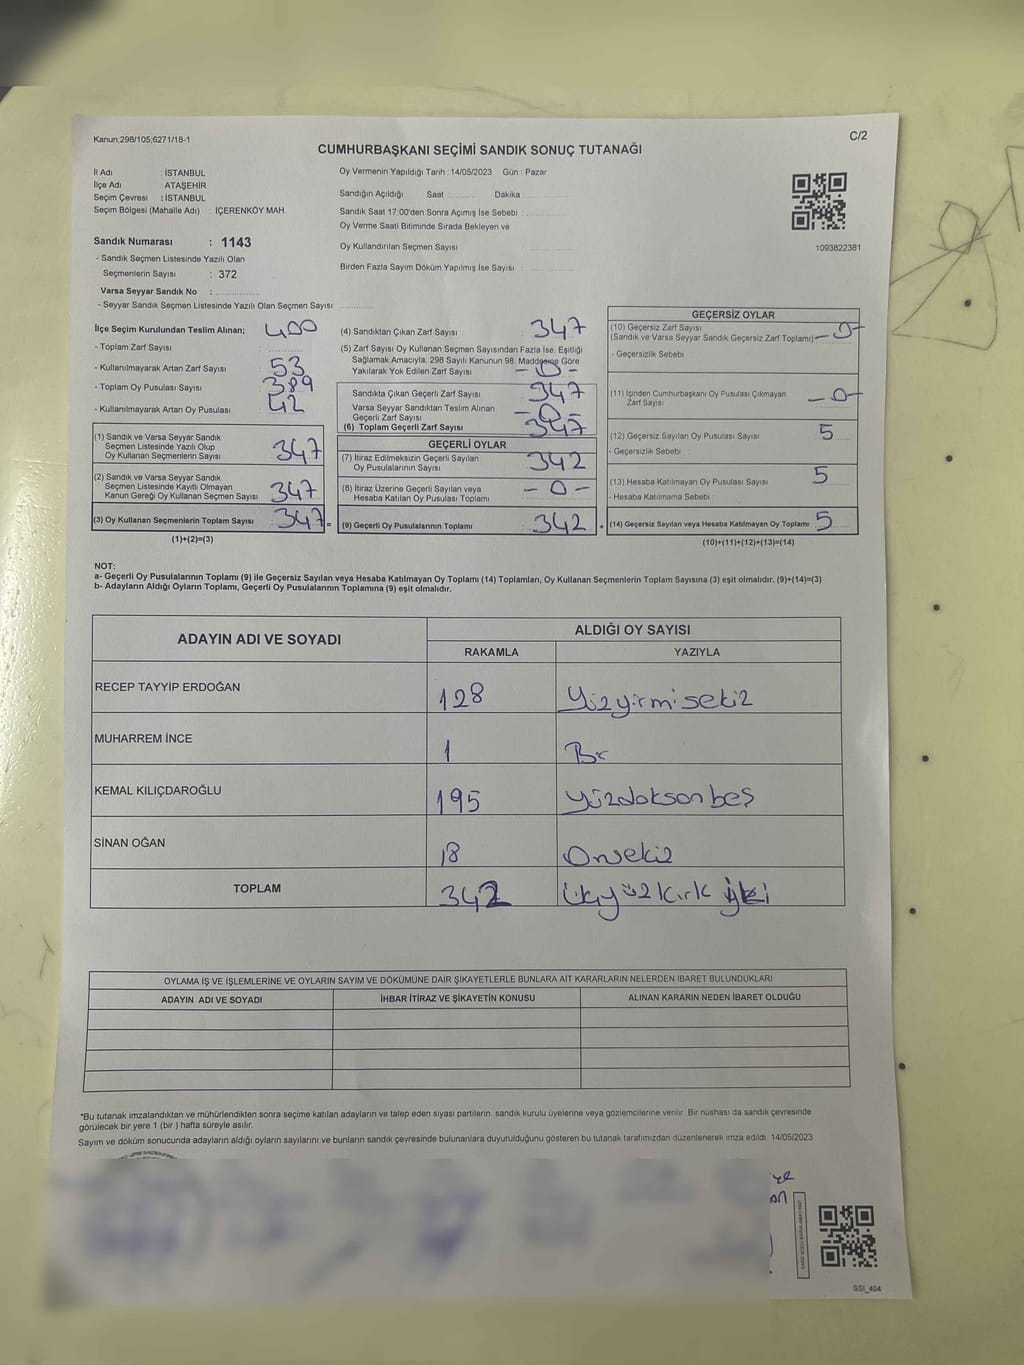 Kanun;298/105;6271/18-1
C/2
CUMHURBAŞKANI SEÇİMİ SANDIK SONUÇ TUTANAĞI
İl Adı : İSTANBUL
İlçe Adı : ATAŞEHİR
Seçim Çevresi : İSTANBUL
Seçim Bölgesi (Mahalle Adı) : İÇERENKÖY MAH.
Sandık Numarası : 1143
- Sandık Seçmen Listesinde Yazılı Olan
Seçmenlerin Sayısı : 372
Varsa Seyyar Sandık No :
- Seyyar Sandık Seçmen Listesinde Yazılı Olan Seçmen Sayısı:
Oy Vermenin Yapıldığı Tarih : 14/05/2023 Gün : Pazar
Sandığın Açıldığı Saat Dakika
Sandık Saat 17:00'den Sonra Açımış İse Sebebi :
Oy Verme Saati Bitiminde Sırada Bekleyen ve
Oy Kullandırılan Seçmen Sayısı
Birden Fazla Sayım Döküm Yapılmış İse Sayısı :
1093822381
İlçe Seçim Kurulundan Teslim Alınan; 400
- Toplam Zarf Sayısı
- Kullanılmayarak Artan Zarf Sayısı 53
- Toplam Oy Pusulası Sayısı 389
- Kullanılmayarak Artan Oy Pusulası 42
(1) Sandık ve Varsa Seyyar Sandık
Seçmen Listesinde Yazılı Olup
Oy Kullanan Seçmenlerin Sayısı 347
(2) Sandık ve Varsa Seyyar Sandık
Seçmen Listesinde Kayıtlı Olmayan
Kanun Gereği Oy Kullanan Seçmen Sayısı 347
(3) Oy Kullanan Seçmenlerin Toplam Sayısı 347 =
(1)+(2)=(3)
(4) Sandıktan Çıkan Zarf Sayısı : 347
(5) Zarf Sayısı Oy Kullanan Seçmen Sayısından Fazla İse, Eşitliği
Sağlamak Amacıyla, 298 Sayılı Kanunun 98. Maddesine Göre
Yakılarak Yok Edilen Zarf Sayısı - 0 -
Sandıkta Çıkan Geçerli Zarf Sayısı 347
Varsa Seyyar Sandıktan Teslim Alınan
Geçerli Zarf Sayısı - 0 -
(6) Toplam Geçerli Zarf Sayısı 347
GEÇERLİ OYLAR
(7) İtiraz Edilmeksizin Geçerli Sayılan
Oy Pusulalarının Sayısı 342
(8) İtiraz Üzerine Geçerli Sayılan veya
Hesaba Katılan Oy Pusulası Toplamı - 0 -
(9) Geçerli Oy Pusulalarının Toplamı 342 +
GEÇERSİZ OYLAR
(10) Geçersiz Zarf Sayısı
(Sandık ve Varsa Seyyar Sandık Geçersiz Zarf Toplamı) - 0 -
- Geçersizlik Sebebi
(11) İçinden Cumhurbaşkanı Oy Pusulası Çıkmayan
Zarf Sayısı - 0 -
(12) Geçersiz Sayılan Oy Pusulası Sayısı 5
- Geçersizlik Sebebi
(13) Hesaba Katılmayan Oy Pusulası Sayısı 5
- Hesaba Katılmama Sebebi
(14) Geçersiz Sayılan veya Hesaba Katılmayan Oy Toplamı 5
(10)+(11)+(12)+(13)=(14)
NOT:
a- Geçerli Oy Pusulalarının Toplamı (9) ile Geçersiz Sayılan veya Hesaba Katılmayan Oy Toplamı (14) Toplamları, Oy Kullanan Seçmenlerin Toplam Sayısına (3) eşit olmalıdır. (9)+(14)=(3)
b- Adayların Aldığı Oyların Toplamı, Geçerli Oy Pusulalarının Toplamına (9) eşit olmalıdır.
ADAYIN ADI VE SOYADI ALDIĞI OY SAYISI
RAKAMLA YAZIYLA
RECEP TAYYİP ERDOĞAN 128 Yüzyirmisekiz
MUHARREM İNCE 1 Bir
KEMAL KILIÇDAROĞLU 195 yüzdoksanbeş
SİNAN OĞAN 18 Onsekiz
TOPLAM 342 Üçyüzkırk iki
OYLAMA İŞ VE İŞLEMLERİNE VE OYLARIN SAYIM VE DÖKÜMÜNE DAİR ŞİKAYETLERLE BUNLARA AİT KARARLARIN NELERDEN İBARET BULUNDUKLARI
ADAYIN ADI VE SOYADI İHBAR İTİRAZ VE ŞİKAYETİN KONUSU ALINAN KARARIN NEDEN İBARET OLDUĞU
*Bu tutanak imzalandıktan ve mühürlendikten sonra seçime katılan adayların ve talep eden siyasi partilerin sandık kurulu üyelerine veya gözlemcilerine verilir. Bir nüshası da sandık çevresinde
görülecek bir yere 1 (bir ) hafta süreyle asılır.
Sayım ve döküm sonucunda adayların aldığı oyların sayılarını ve bunların sandık çevresinde bulunanlara duyurulduğunu gösteren bu tutanak tarafımızdan düzenlenerek imza edildi. 14/05/2023
SSI_404